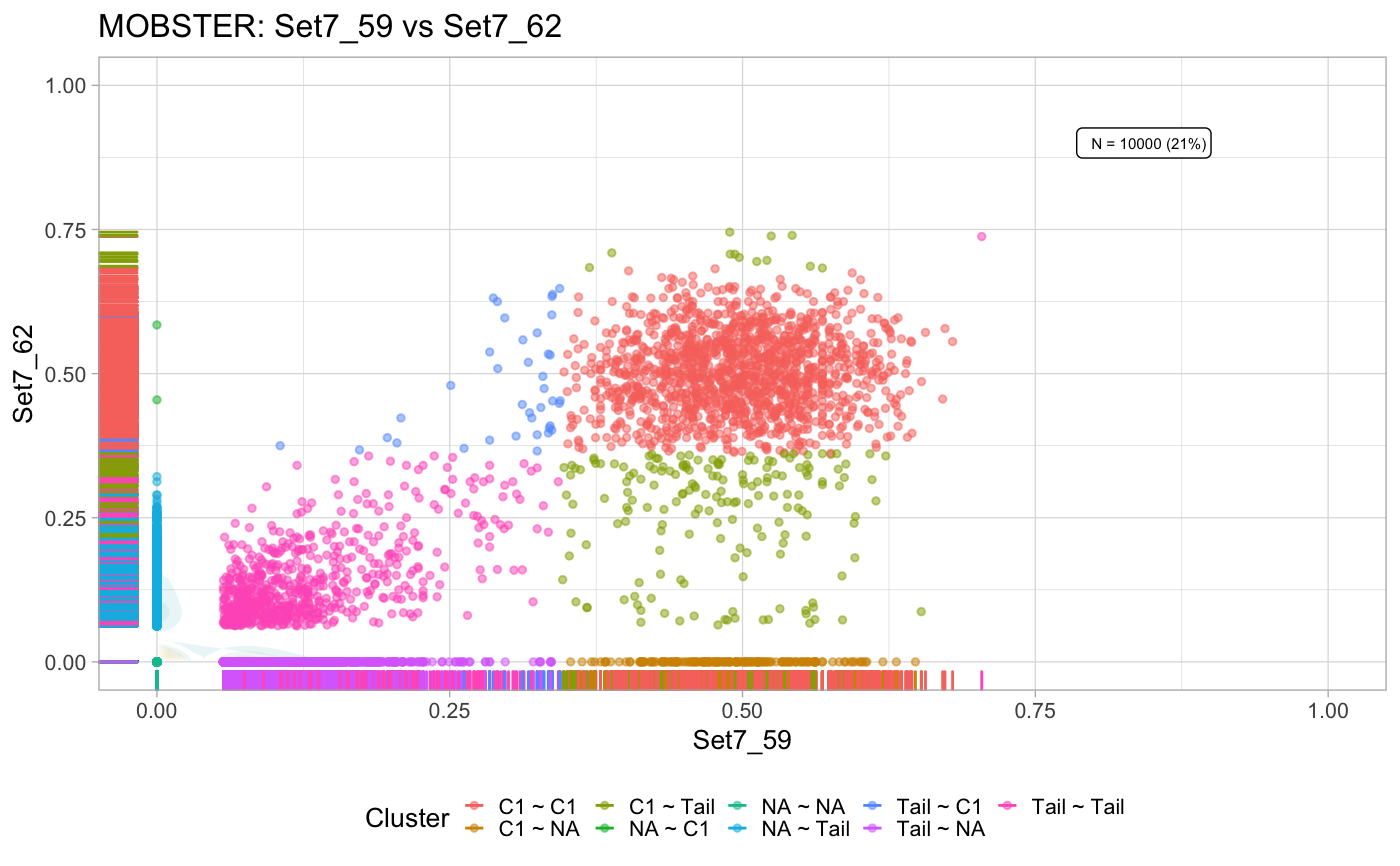 MOBSTER: Set7_59 vs Set7_62
1.00
N = 10000 (21%)
0.75
Set7_62
0.50
0.25
0.00
0.00 0.25 0.50 0.75 1.00
Set7_59
Cluster
C1 ~ C1 C1 ~ Tail NA ~ NA Tail ~ C1 Tail ~ Tail
C1 ~ NA NA ~ C1 NA ~ Tail Tail ~ NA